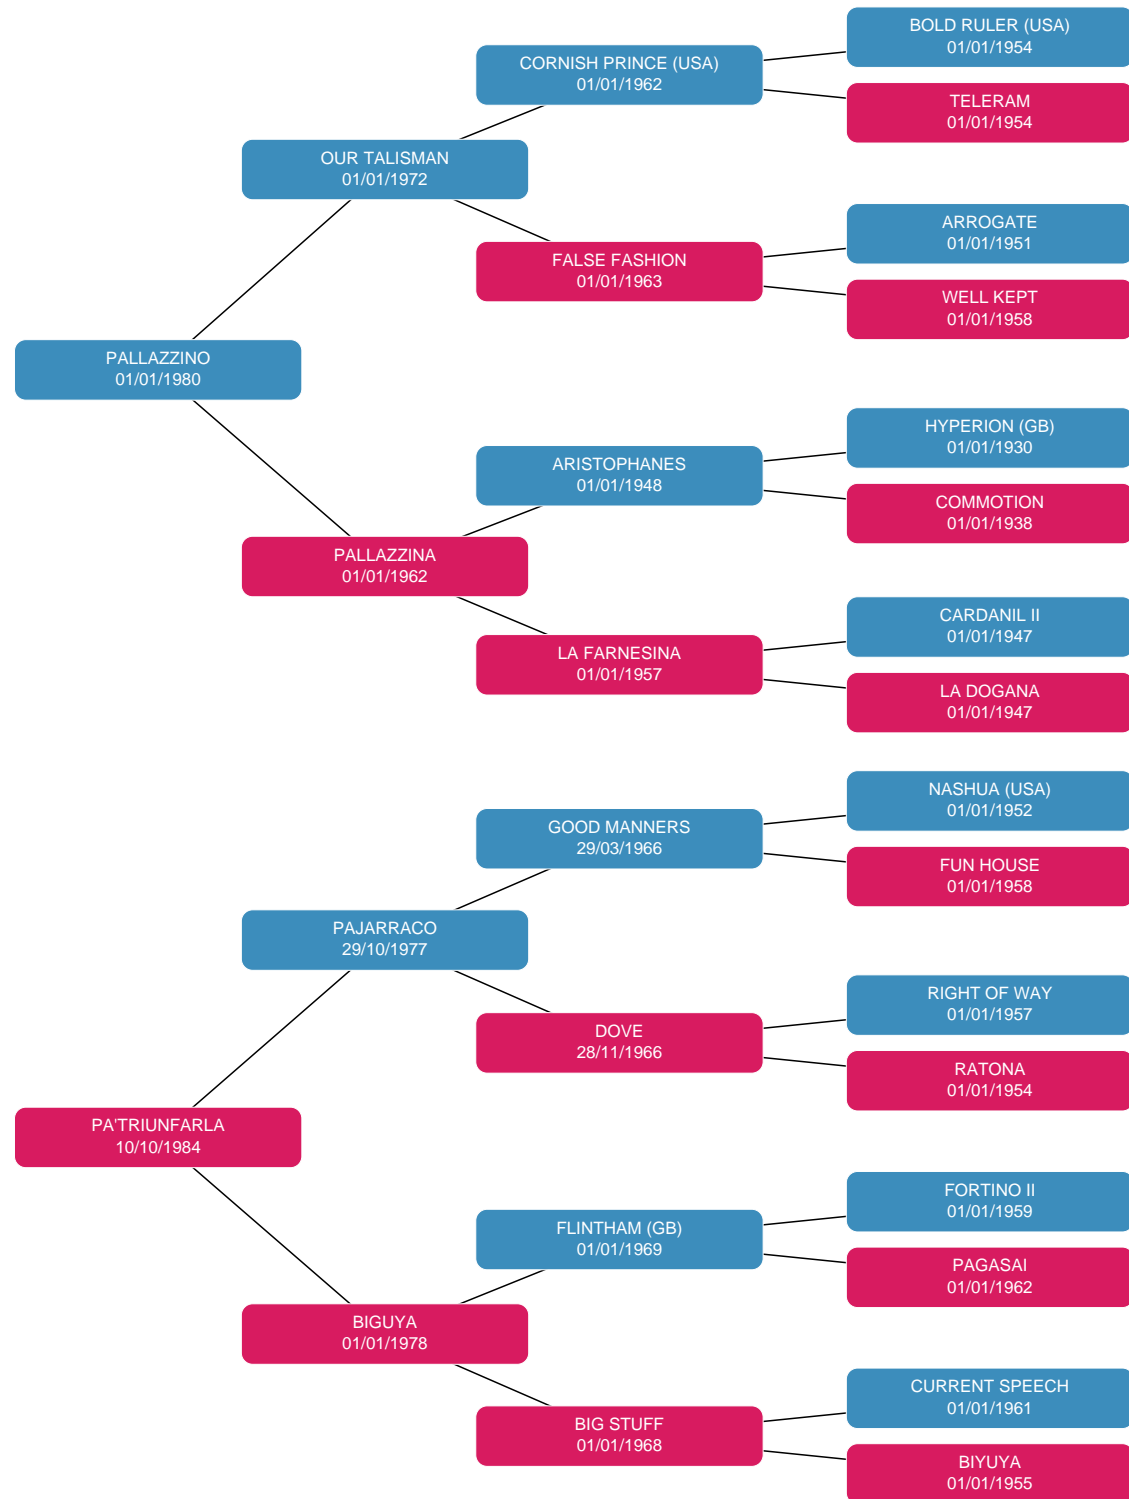 BOLD RULER (USA)
01/01/1954
CORNISH PRINCE (USA)
01/01/1962
TELERAM
01/01/1954
OUR TALISMAN
01/01/1972
ARROGATE
01/01/1951
FALSE FASHION
01/01/1963
WELL KEPT
01/01/1958
PALLAZZINO
01/01/1980
HYPERION (GB)
01/01/1930
ARISTOPHANES
01/01/1948
COMMOTION
01/01/1938
PALLAZZINA
01/01/1962
CARDANIL II
01/01/1947
LA FARNESINA
01/01/1957
LA DOGANA
01/01/1947
NASHUA (USA)
01/01/1952
GOOD MANNERS
29/03/1966
FUN HOUSE
01/01/1958
PAJARRACO
29/10/1977
RIGHT OF WAY
01/01/1957
DOVE
28/11/1966
RATONA
01/01/1954
PA'TRIUNFARLA
10/10/1984
FORTINO II
01/01/1959
FLINTHAM (GB)
01/01/1969
PAGASAI
01/01/1962
BIGUYA
01/01/1978
CURRENT SPEECH
01/01/1961
BIG STUFF
01/01/1968
BIYUYA
01/01/1955